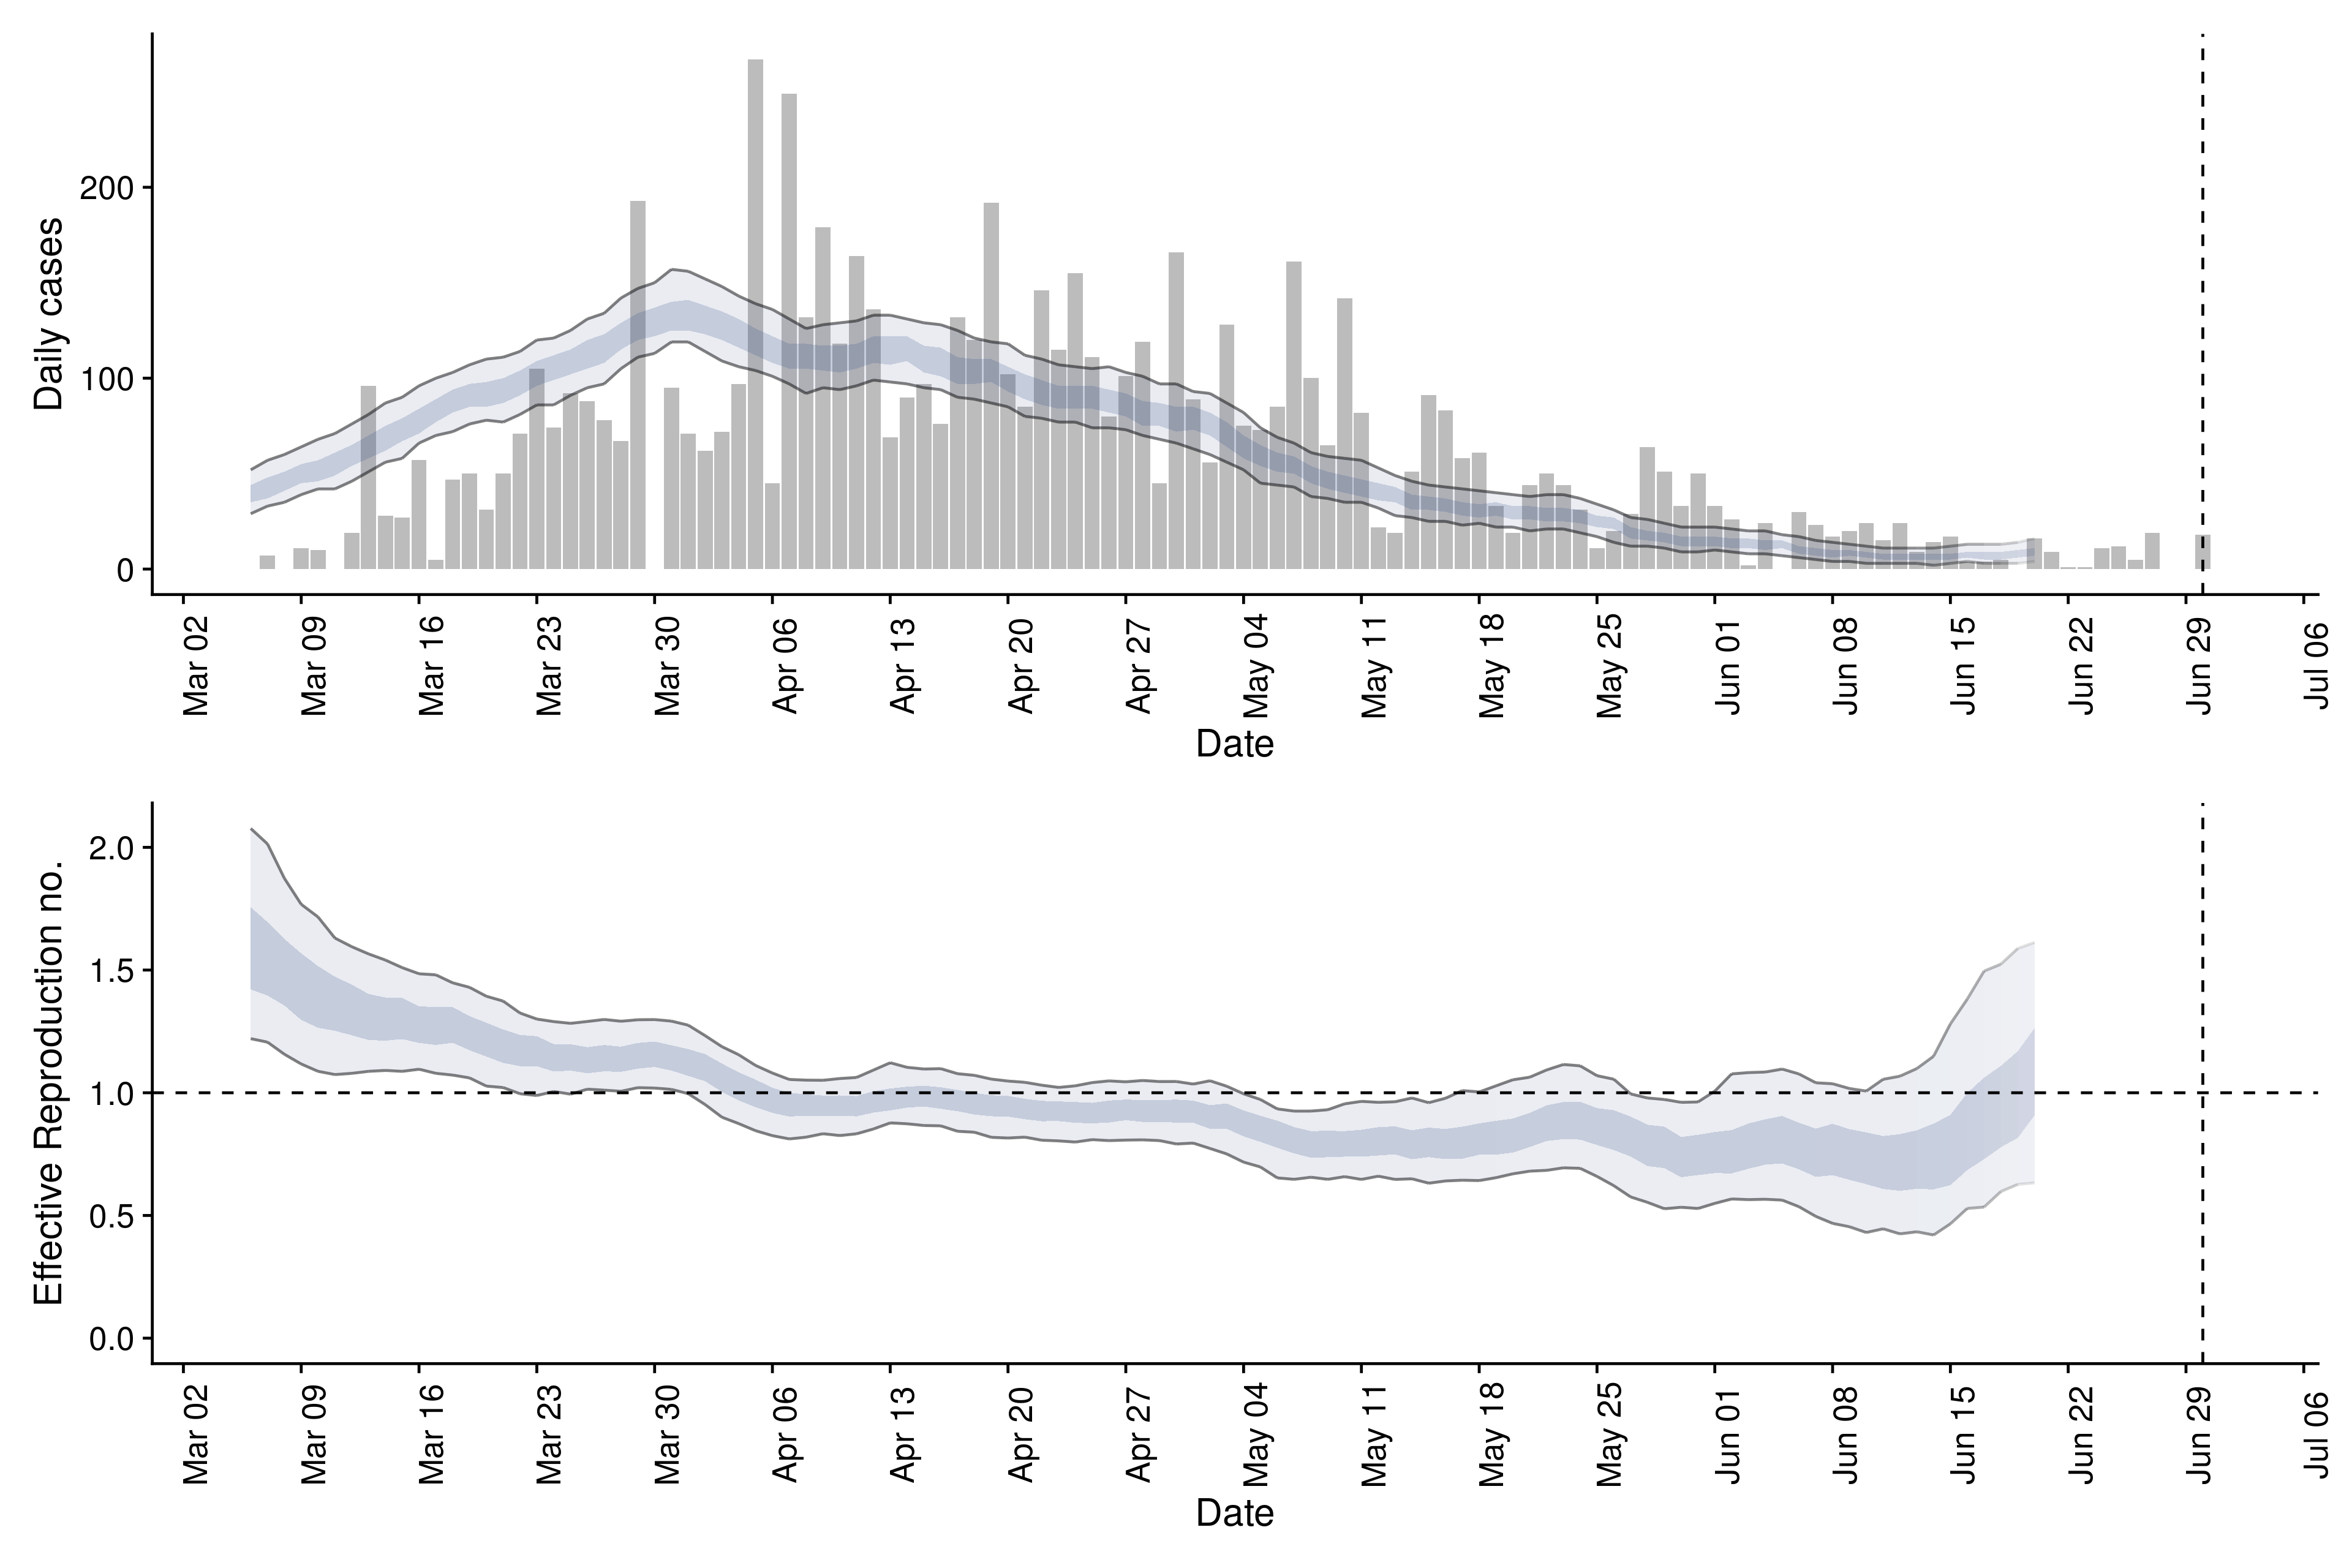 Daily cases
200
100
0
Mar 02
Mar 09
Mar 16
Mar 23
Mar 30
Apr 06
Apr 13
Apr 20
Apr 27
May 04
May 11
May 18
May 25
Jun 01
Jun 08
Jun 15
Jun 22
Jun 29
Jul 06
Date
Effective Reproduction no.
2.0
1.5
1.0
0.5
0.0
Mar 02
Mar 09
Mar 16
Mar 23
Mar 30
Apr 06
Apr 13
Apr 20
Apr 27
May 04
May 11
May 18
May 25
Jun 01
Jun 08
Jun 15
Jun 22
Jun 29
Jul 06
Date